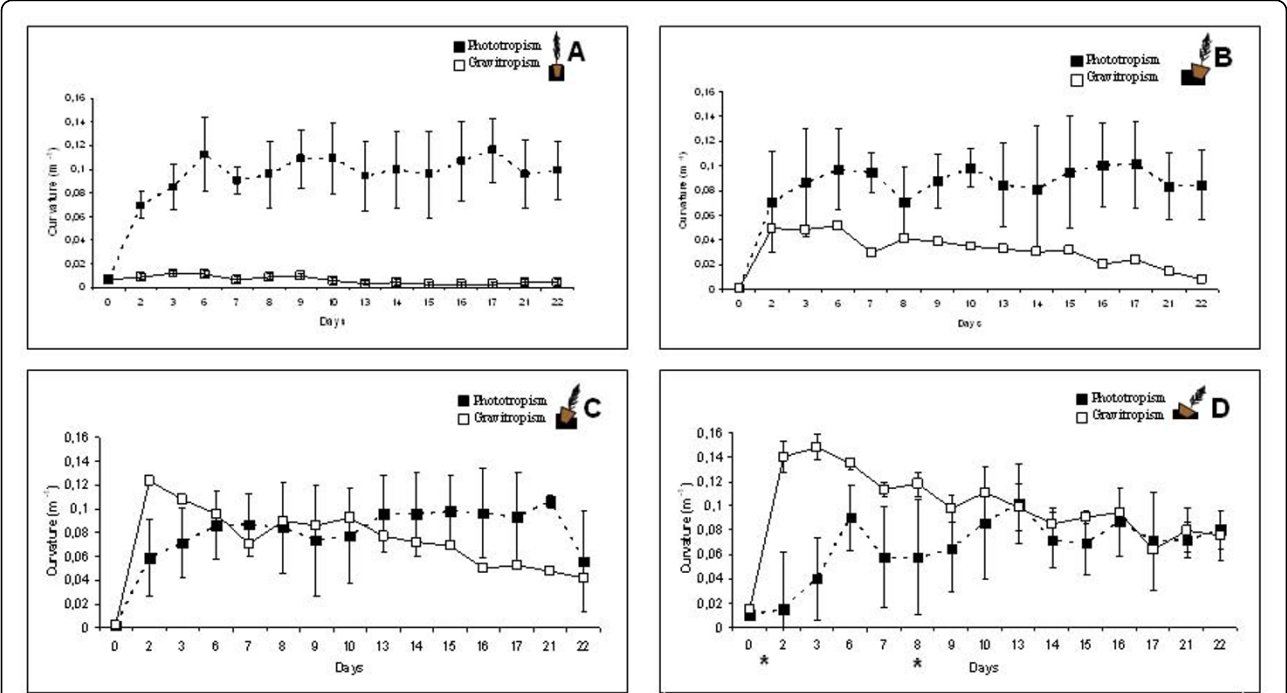 Phototropism
Gravitropism
A
0,16
0,14
0,12
0,1
0,08
0,06
0,04
0,02
0
Curvature (m⁻¹)
0 2 3 6 7 8 9 10 13 14 15 16 17 21 22
Days
Phototropism
Gravitropism
B
0,16
0,14
0,12
0,1
0,08
0,06
0,04
0,02
0
Curvature (m⁻¹)
0 2 3 6 7 8 9 10 13 14 15 16 17 21 22
Days
Phototropism
Gravitropism
C
0,16
0,14
0,12
0,1
0,08
0,06
0,04
0,02
0
Curvature (m⁻¹)
0 2 3 6 7 8 9 10 13 14 15 16 17 21 22
Days
Phototropism
Gravitropism
D
0,16
0,14
0,12
0,1
0,08
0,06
0,04
0,02
0
Curvature (m⁻¹)
0 2 3 6 7 8 9 10 13 14 15 16 17 21 22
* * Days